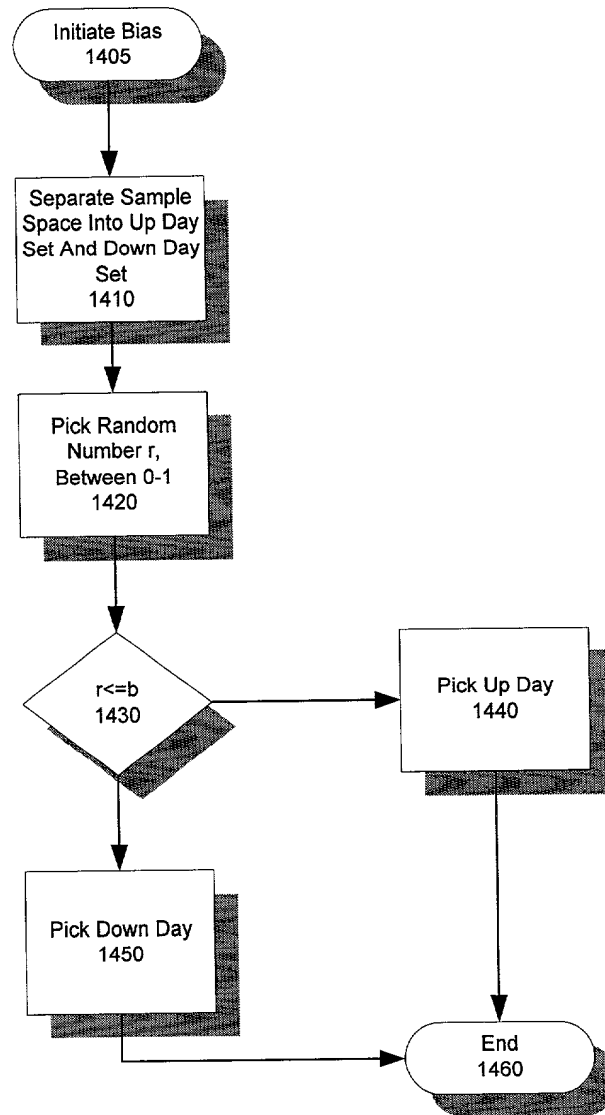 Initiate Bias
1405
Separate Sample
Space Into Up Day
Set And Down Day
Set
1410
Pick Random
Number r,
Between 0-1
1420
r<=b
1430
Pick Up Day
1440
Pick Down Day
1450
End
1460